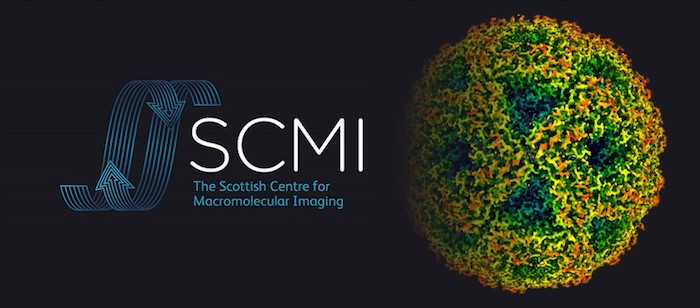 SCMI
The Scottish Centre for
Macromolecular Imaging